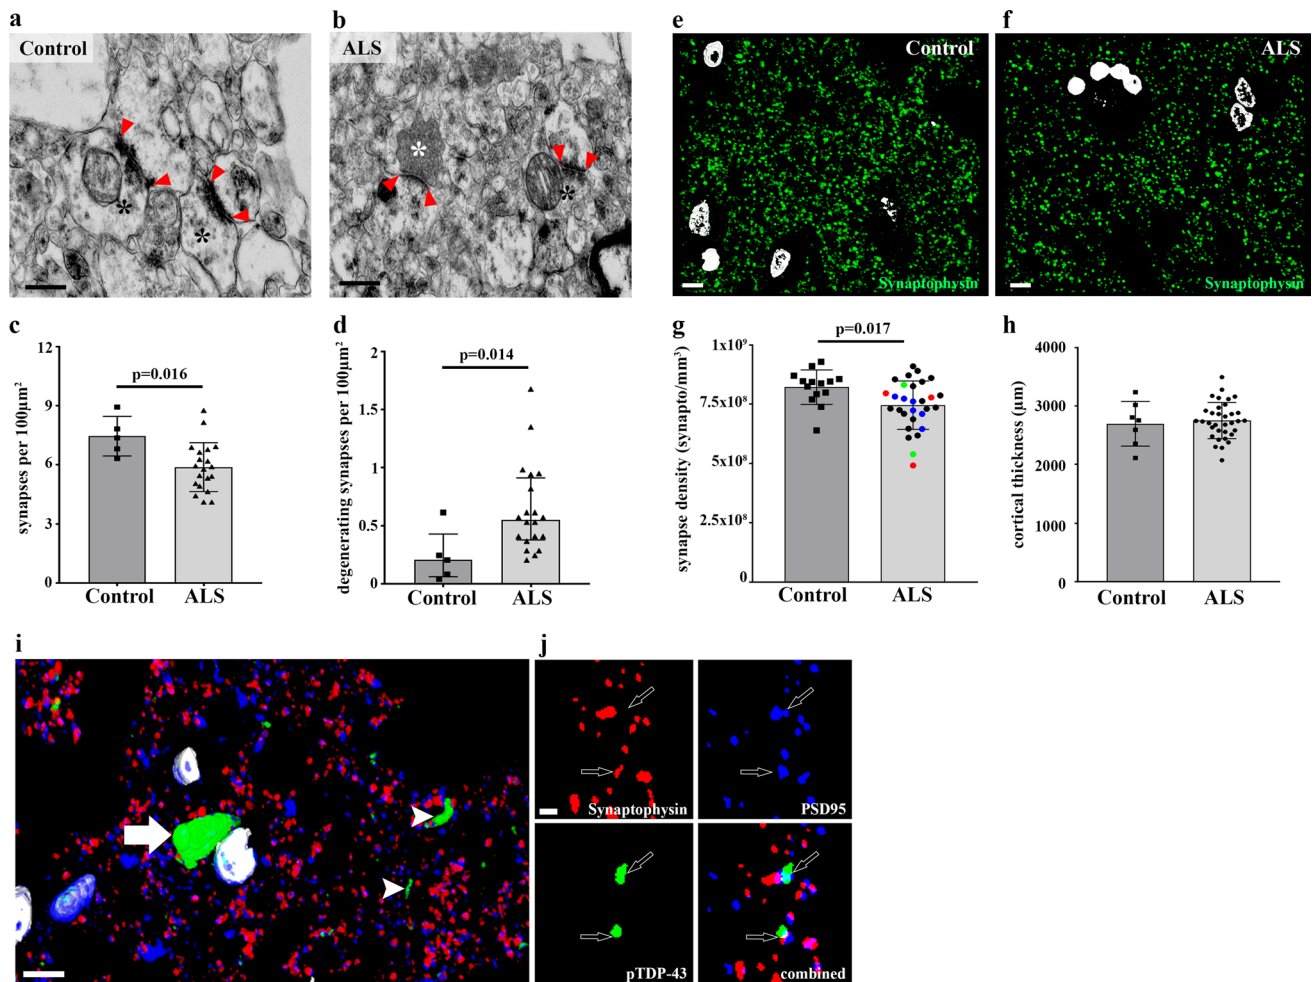 a
b
e
f
Control
ALS
*
*
*
*
Control
ALS
Synaptophysin
Synaptophysin
c
d
g
h
synapses per 100µm²
12
9
6
3
0
p=0.016
Control
ALS
degenerating synapses per 100µm²
2
1.5
1
0.5
0
p=0.014
Control
ALS
synapse density (synapto/mm³)
1x10⁹
7.5x10⁸
5x10⁸
2.5x10⁸
0
p=0.017
Control
ALS
cortical thickness (µm)
4000
3000
2000
1000
0
Control
ALS
i
j
Synaptophysin
PSD95
pTDP-43
combined